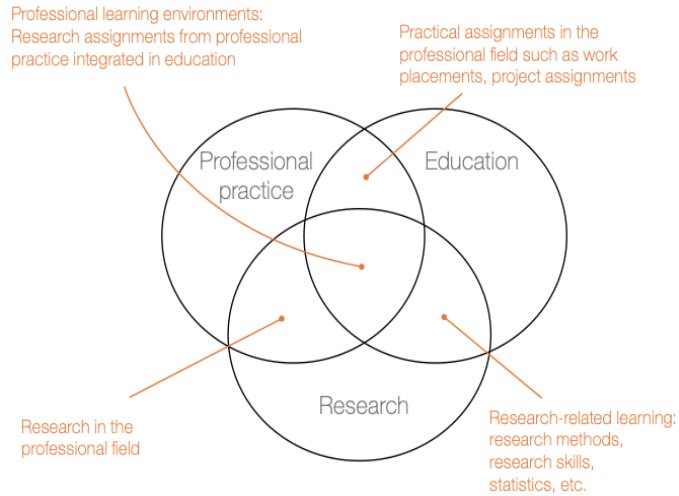 Professional learning environments:
Research assignments from professional
practice integrated in education
Practical assignments in the
professional field such as work
placements, project assignments
Professional
practice
Education
Research
Research in the
professional field
Research-related learning:
research methods,
research skills,
statistics, etc.